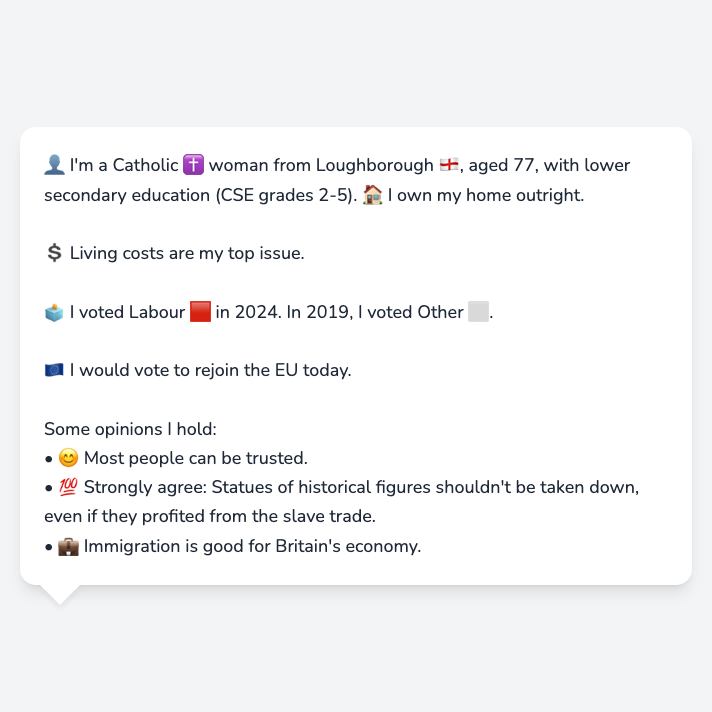 👤 I'm a Catholic ✝️ woman from Loughborough 🏴󠁧󠁢󠁥󠁮󠁧󠁿, aged 77, with lower
secondary education (CSE grades 2-5). 🏠 I own my home outright.
💲 Living costs are my top issue.
🗳️ I voted Labour 🟥 in 2024. In 2019, I voted Other ⬜.
🇪🇺 I would vote to rejoin the EU today.
Some opinions I hold:
• 😊 Most people can be trusted.
• 💯 Strongly agree: Statues of historical figures shouldn't be taken down,
even if they profited from the slave trade.
• 💼 Immigration is good for Britain's economy.